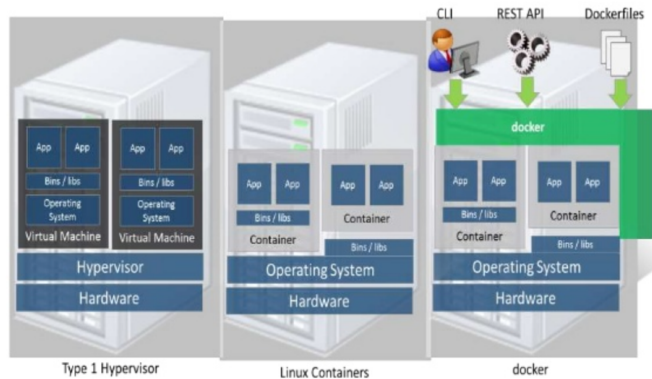 CLI REST API Dockerfiles
docker
App App App App
Bins / libs Bins / libs
Operating System Operating System
Virtual Machine Virtual Machine
Hypervisor
Hardware
Type 1 Hypervisor
App App App App
Bins / libs Container
Container Bins / libs
Operating System
Hardware
Linux Containers
App App App App
Bins / libs Container
Container Bins / libs
Operating System
Hardware
docker